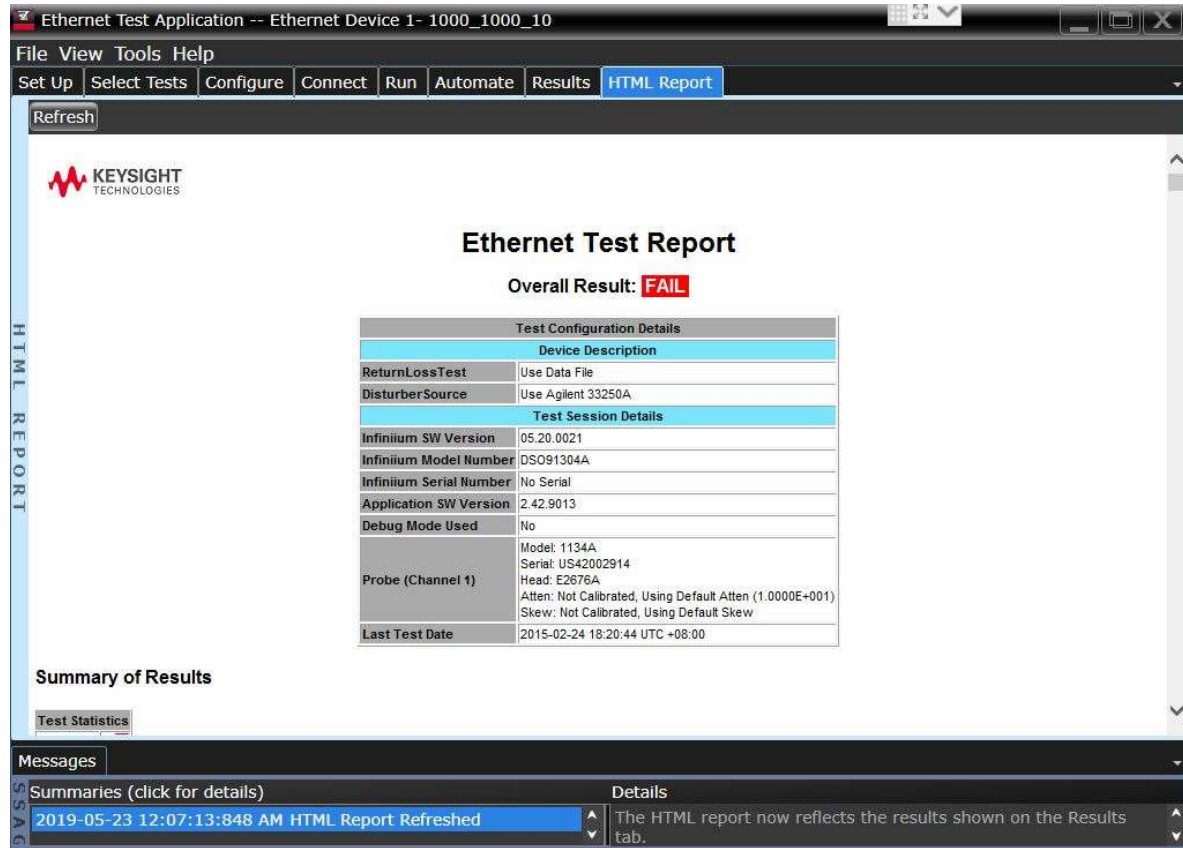 Ethernet Test Application -- Ethernet Device 1- 1000_1000_10
File View Tools Help
Set Up Select Tests Configure Connect Run Automate Results HTML Report
Refresh
KEYSIGHT
TECHNOLOGIES
HTML REPORT
Ethernet Test Report
Overall Result: FAIL
Test Configuration Details
Device Description
ReturnLossTest Use Data File
DisturberSource Use Agilent 33250A
Test Session Details
Infiniium SW Version 05.20.0021
Infiniium Model Number DSO91304A
Infiniium Serial Number No Serial
Application SW Version 2.42.9013
Debug Mode Used No
Probe (Channel 1) Model: 1134A
Serial: US42002914
Head: E2676A
Atten: Not Calibrated, Using Default Atten (1.0000E+001)
Skew: Not Calibrated, Using Default Skew
Last Test Date 2015-02-24 18:20:44 UTC +08:00
Summary of Results
Test Statistics
Messages
Summaries (click for details) Details
2019-05-23 12:07:13:848 AM HTML Report Refreshed The HTML report now reflects the results shown on the Results
tab.